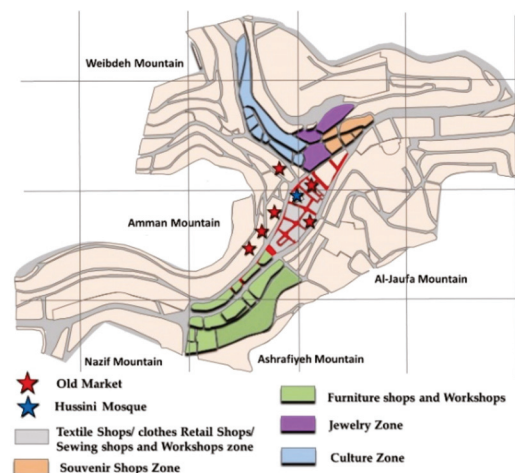 Weibdeh Mountain
Amman Mountain
Al-Jaufa Mountain
Nazif Mountain
Ashrafiyeh Mountain
Old Market
Hussini Mosque
Textile Shops/ clothes Retail Shops/
Sewing shops and Workshops zone
Souvenir Shops Zone
Furniture shops and Workshops
Jewelry Zone
Culture Zone